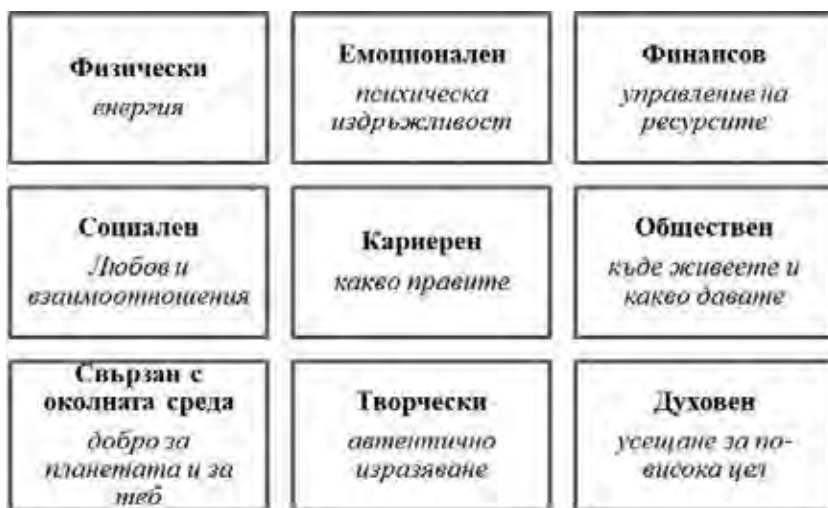 Физически
енергия
Емоционален
психическа
издръжливост
Финансов
управление на
ресурсите
Социален
Любов и
взаимоотношения
Кариерен
какво правите
Обществен
къде живеете и
какво давате
Свързан с
околната среда
добро за
планетата и за
теб
Творчески
автентично
изразяване
Духовен
усещане за по-
висока цел